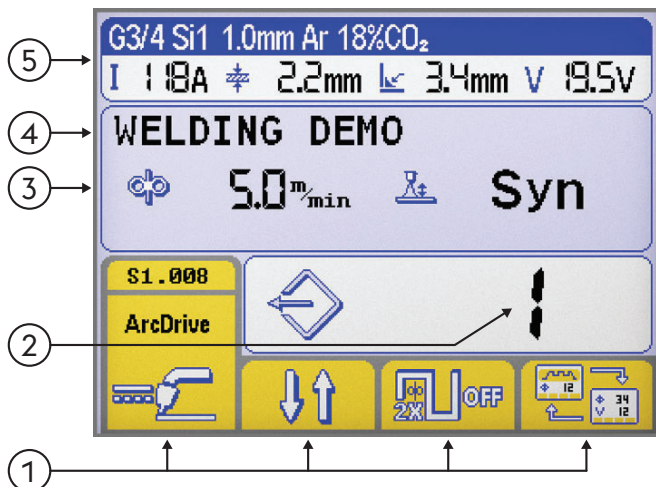 G3/4 Si1 1.0mm Ar 18%CO₂
I 118A 2.2mm 3.4mm V 19.5V
WELDING DEMO
5.0 m/min Syn
S1.008
ArcDrive
1
2X OFF
12
34
V 12
5
4
3
2
1